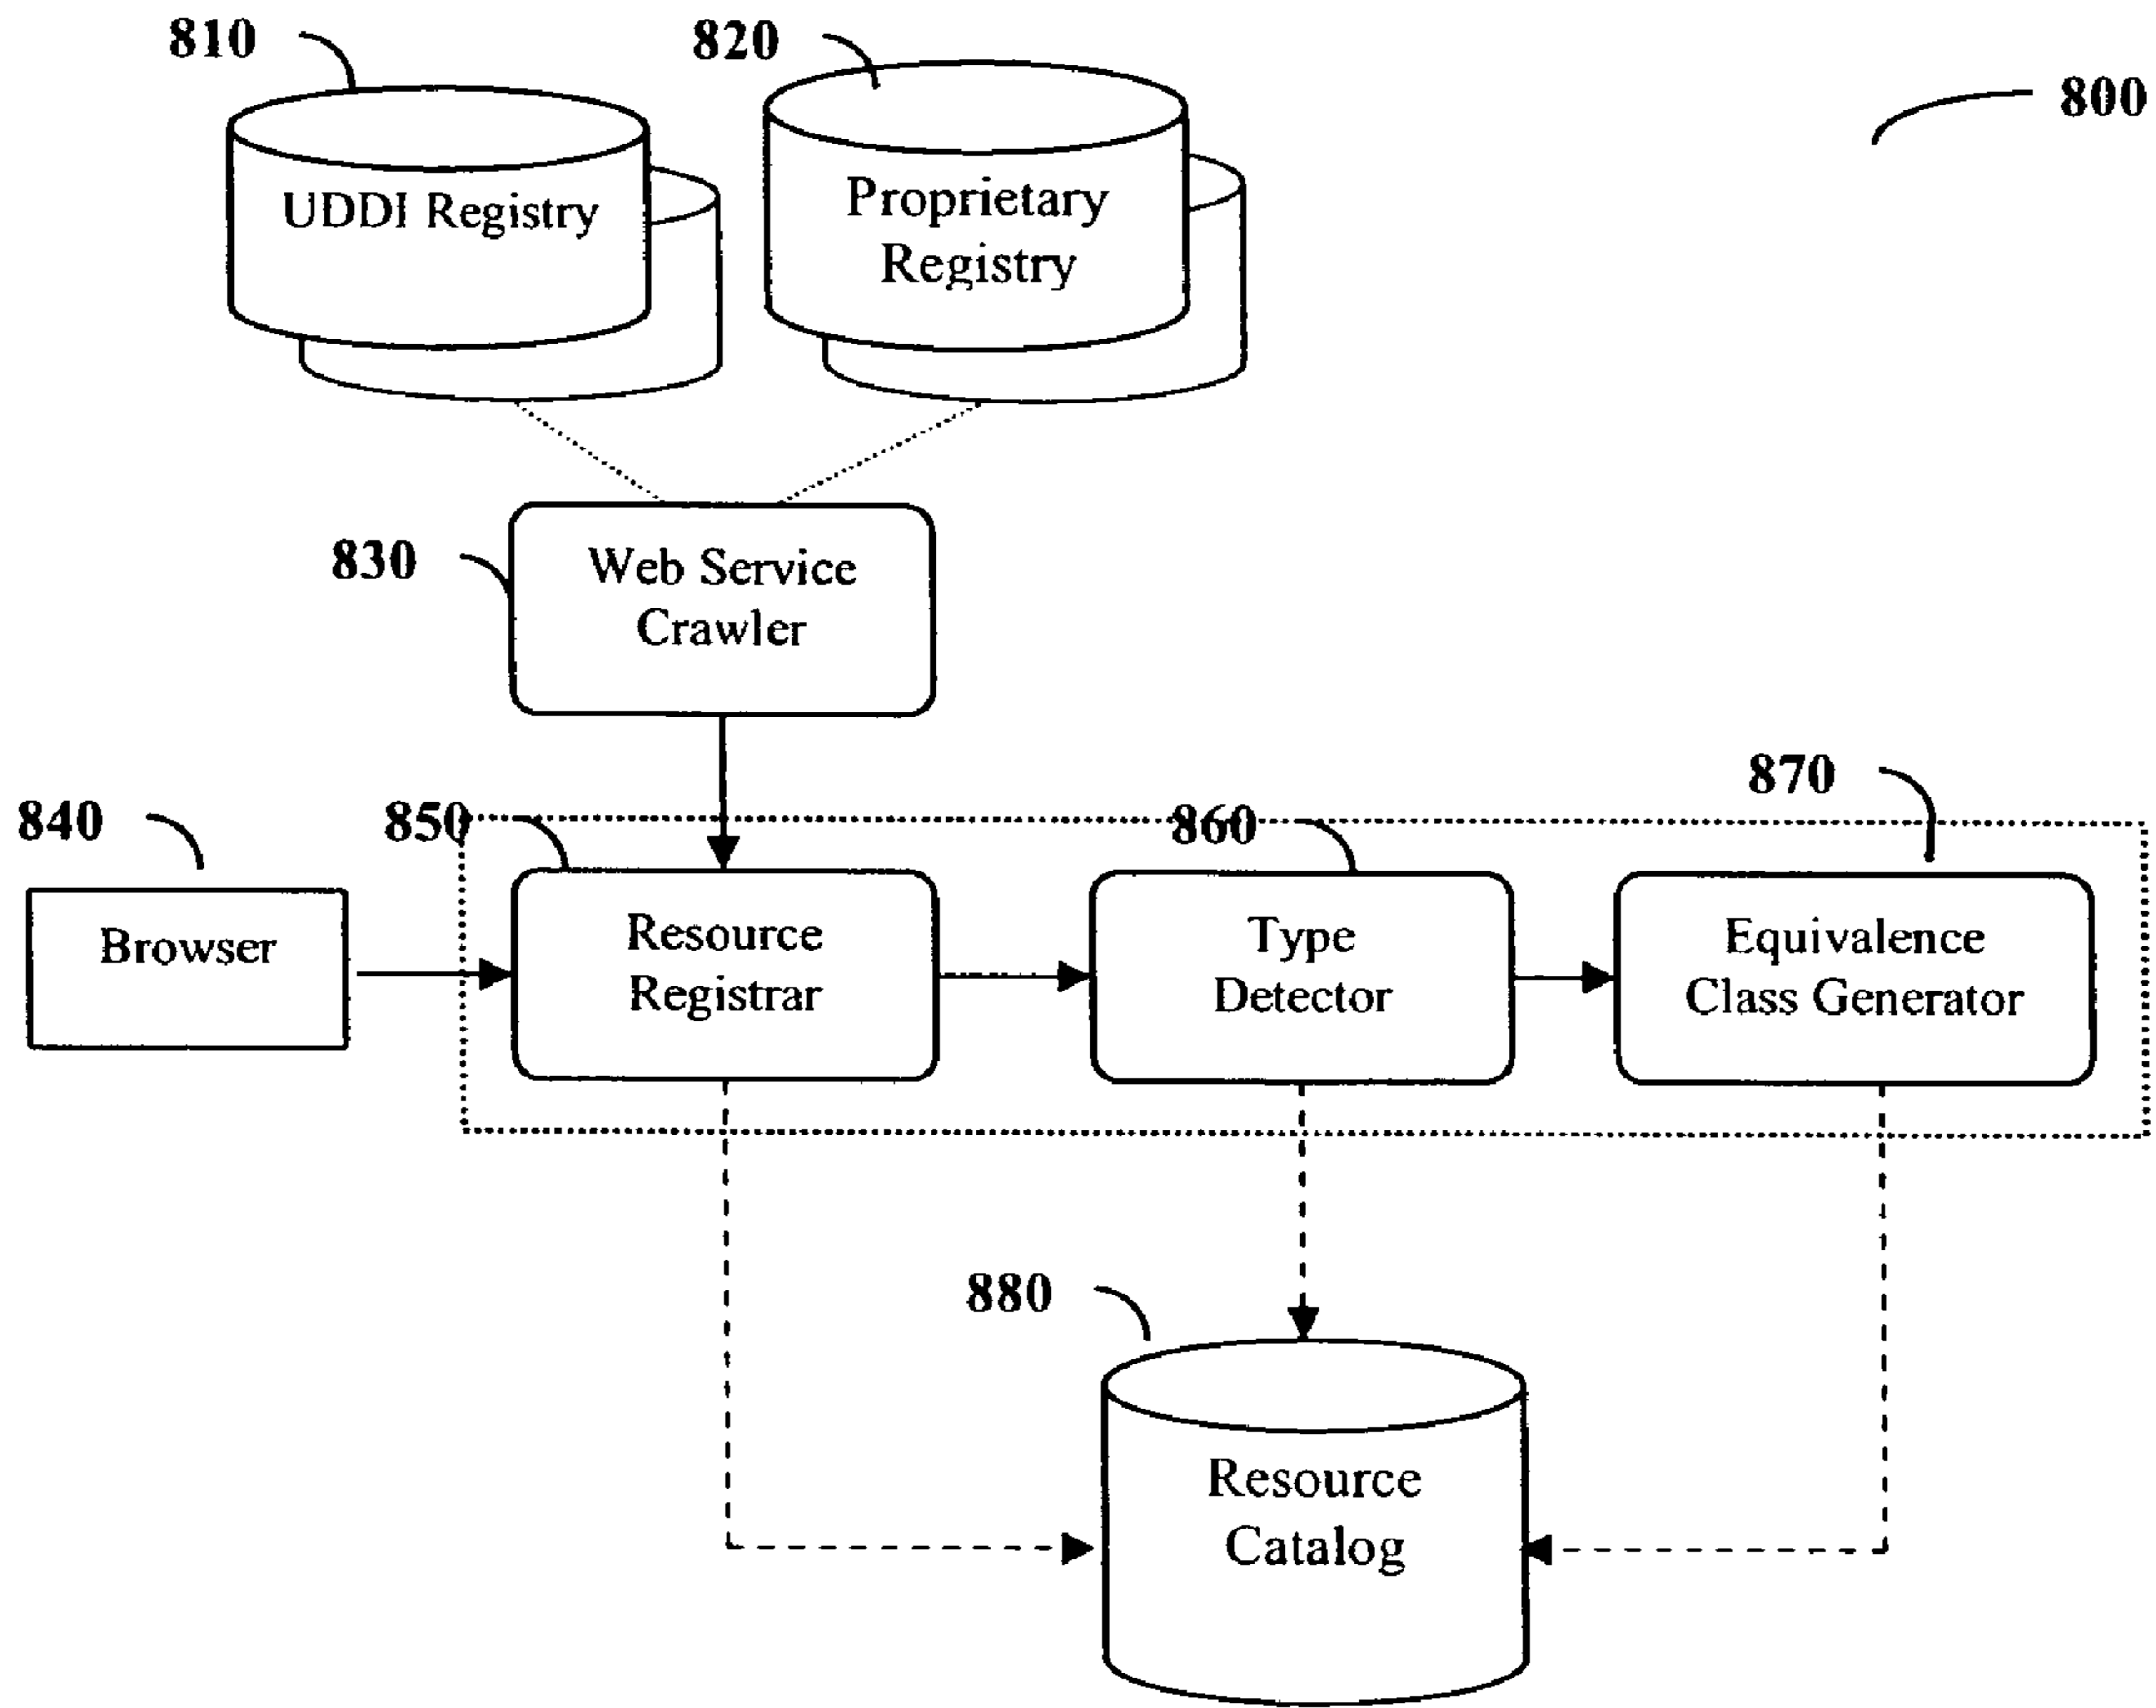 810
820
800
UDDI Registry
Proprietary
Registry
830
Web Service
Crawler
840
850
860
870
Browser
Resource
Registrar
Type
Detector
Equivalence
Class Generator
880
Resource
Catalog